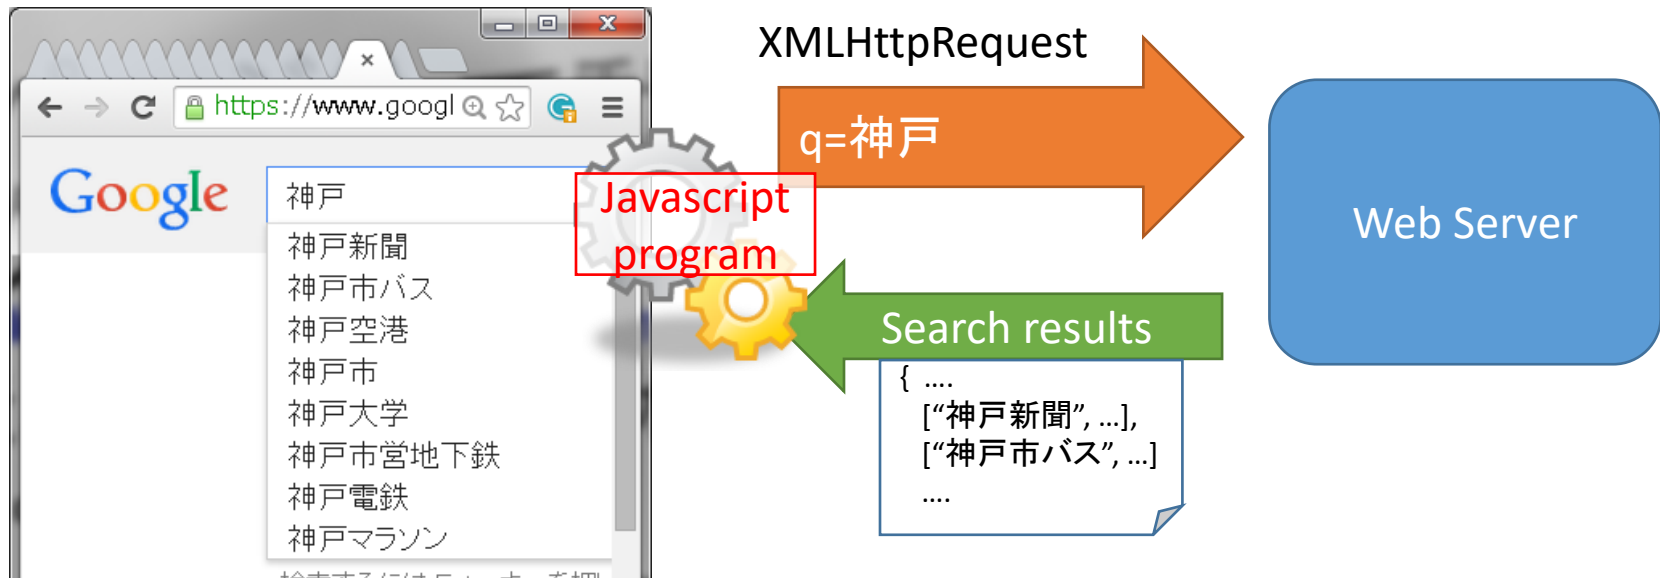 https://www.googl
Google
神戸
神戸新聞
神戸市バス
神戸空港
神戸市
神戸大学
神戸市営地下鉄
神戸電鉄
神戸マラソン
Javascript
program
XMLHttpRequest
q=神戸
Web Server
Search results
{ ....
["神戸新聞", ...],
["神戸市バス", ...]
....